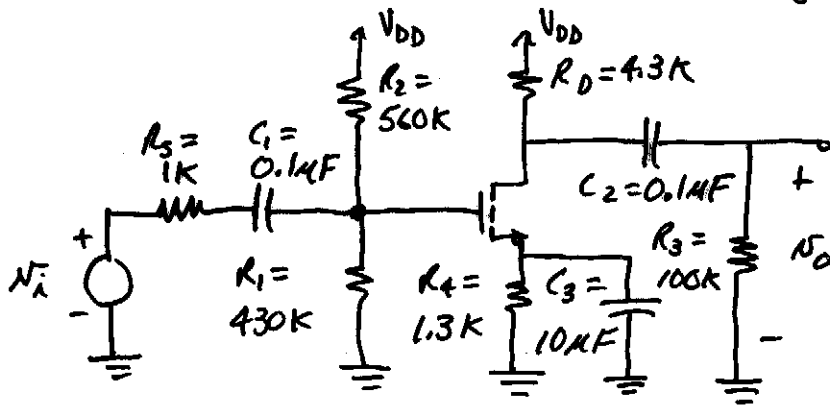 V_DD
V_DD
R_2 =
560K
R_D = 4.3K
R_S =
1K
C_1 =
0.1μF
C_2 = 0.1μF
+
v_i
-
R_1 =
430K
R_4 =
1.3K
C_3 =
10μF
R_3 =
100K
+
v_o
-